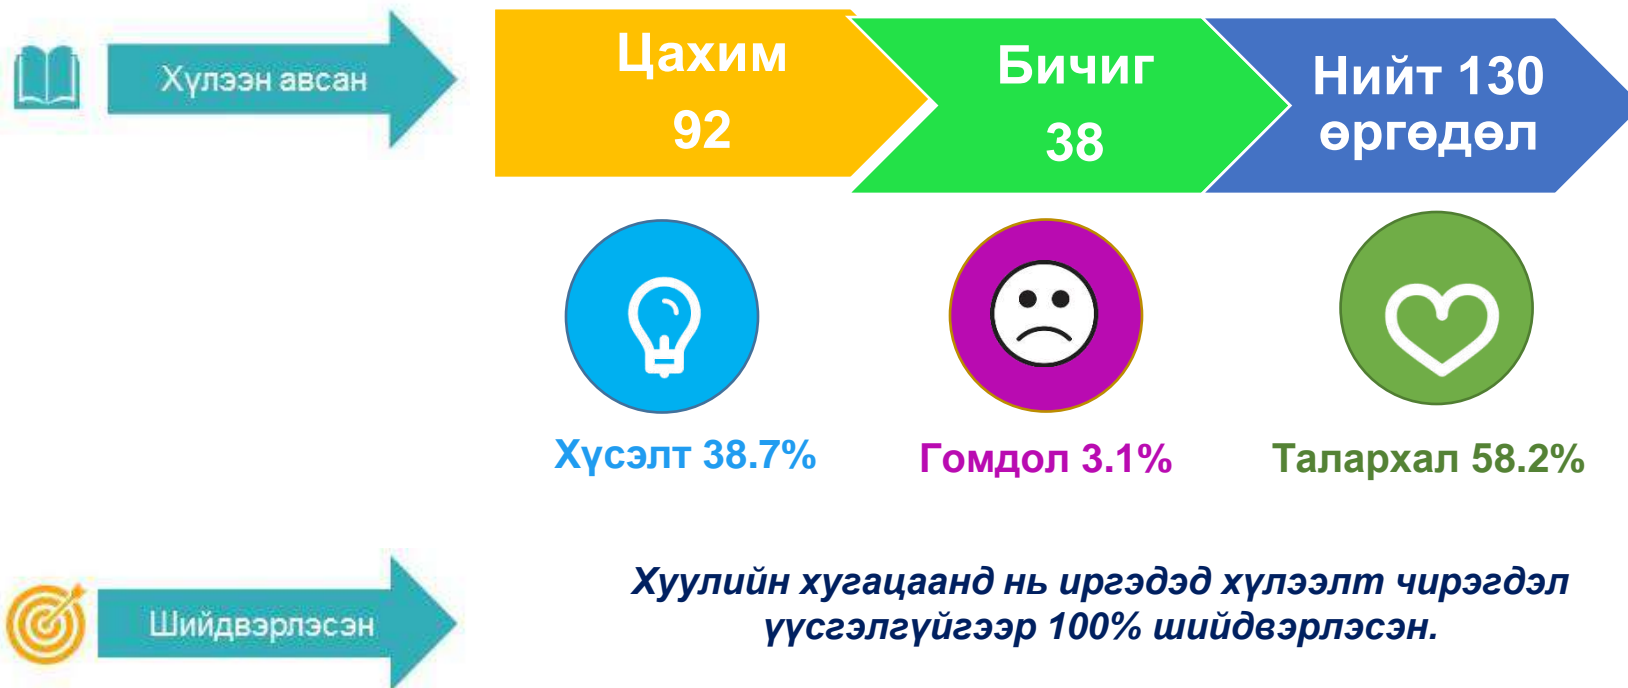 Хүлээн авсан
Цахим
92
Бичиг
38
Нийт 130
өргөдөл
Хүсэлт 38.7%
Гомдол 3.1%
Талархал 58.2%
Шийдвэрлэсэн
Хуулийн хугацаанд нь иргэдэд хүлээлт чирэгдэл
үүсгэлгүйгээр 100% шийдвэрлэсэн.